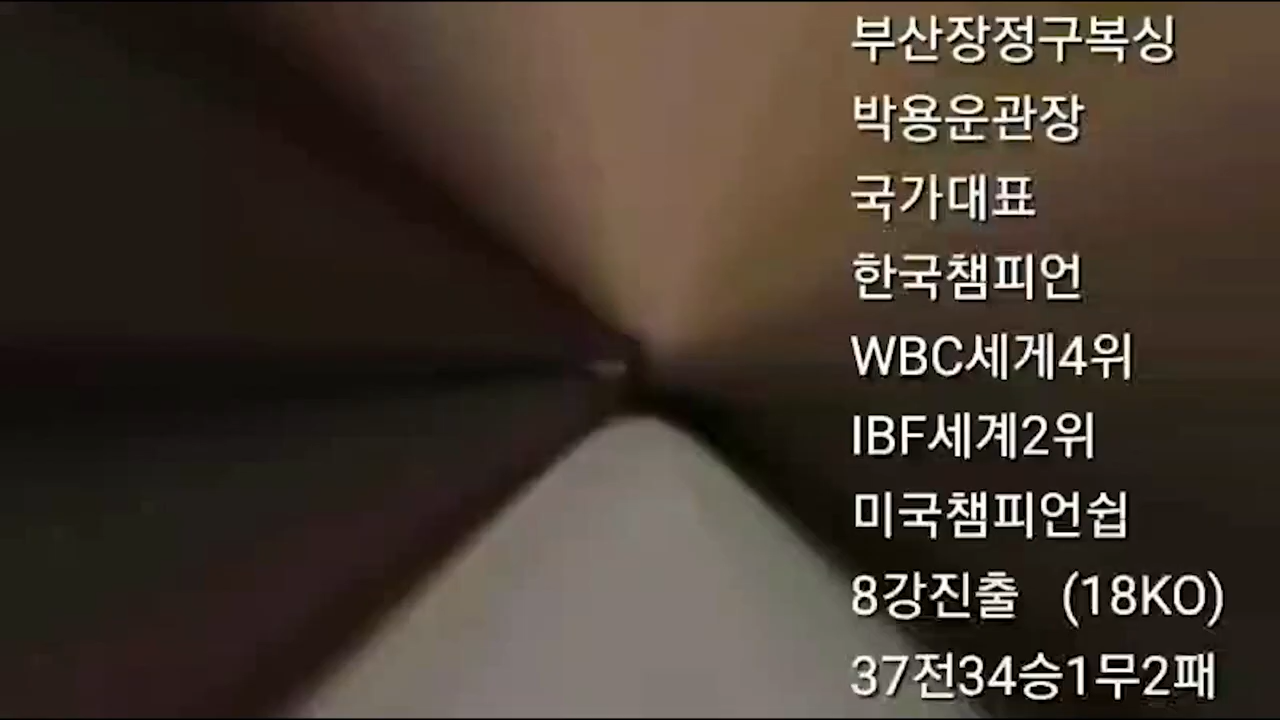 부산장정구복싱
박용운관장
국가대표
한국챔피언
WBC세게4위
IBF세계2위
미국챔피언쉽
8강진출 (18KO)
37전34승1무2패